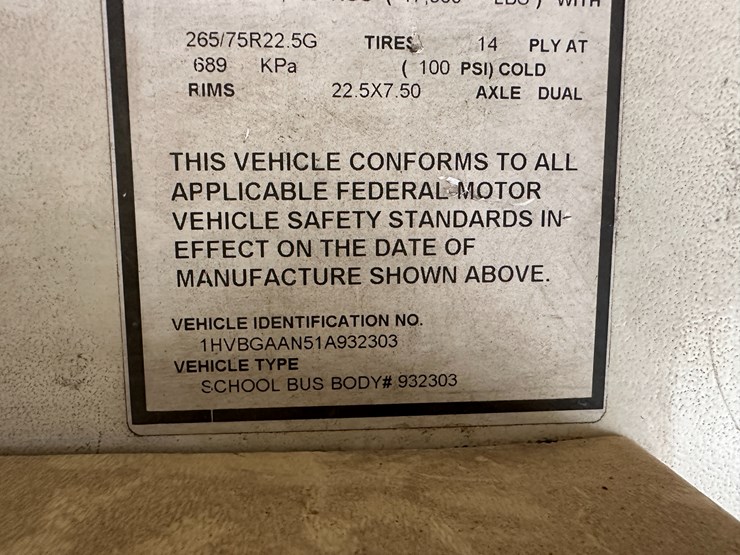 WITH
265/75R22.5G TIRES 14 PLY AT
689 KPa ( 100 PSI) COLD
RIMS 22.5X7.50 AXLE DUAL
THIS VEHICLE CONFORMS TO ALL
APPLICABLE FEDERAL MOTOR
VEHICLE SAFETY STANDARDS IN
EFFECT ON THE DATE OF
MANUFACTURE SHOWN ABOVE.
VEHICLE IDENTIFICATION NO.
1HVBGAAN51A932303
VEHICLE TYPE
SCHOOL BUS BODY# 932303